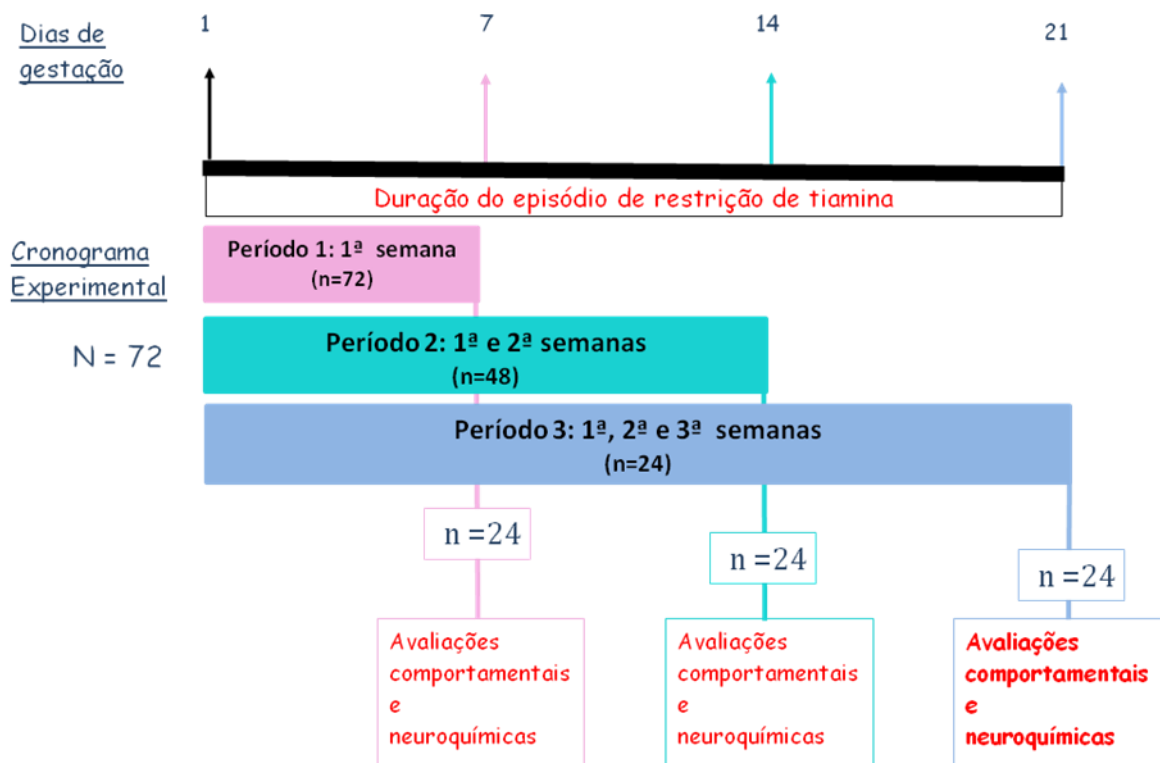 Dias de
gestação
1
7
14
21
Duração do episódio de restrição de tiamina
Cronograma
Experimental
N = 72
Período 1: 1ª semana
(n=72)
Período 2: 1ª e 2ª semanas
(n=48)
Período 3: 1ª, 2ª e 3ª semanas
(n=24)
n =24
n =24
n =24
Avaliações
comportamentais
e
neuroquímicas
Avaliações
comportamentais
e
neuroquímicas
Avaliações
comportamentais
e
neuroquímicas